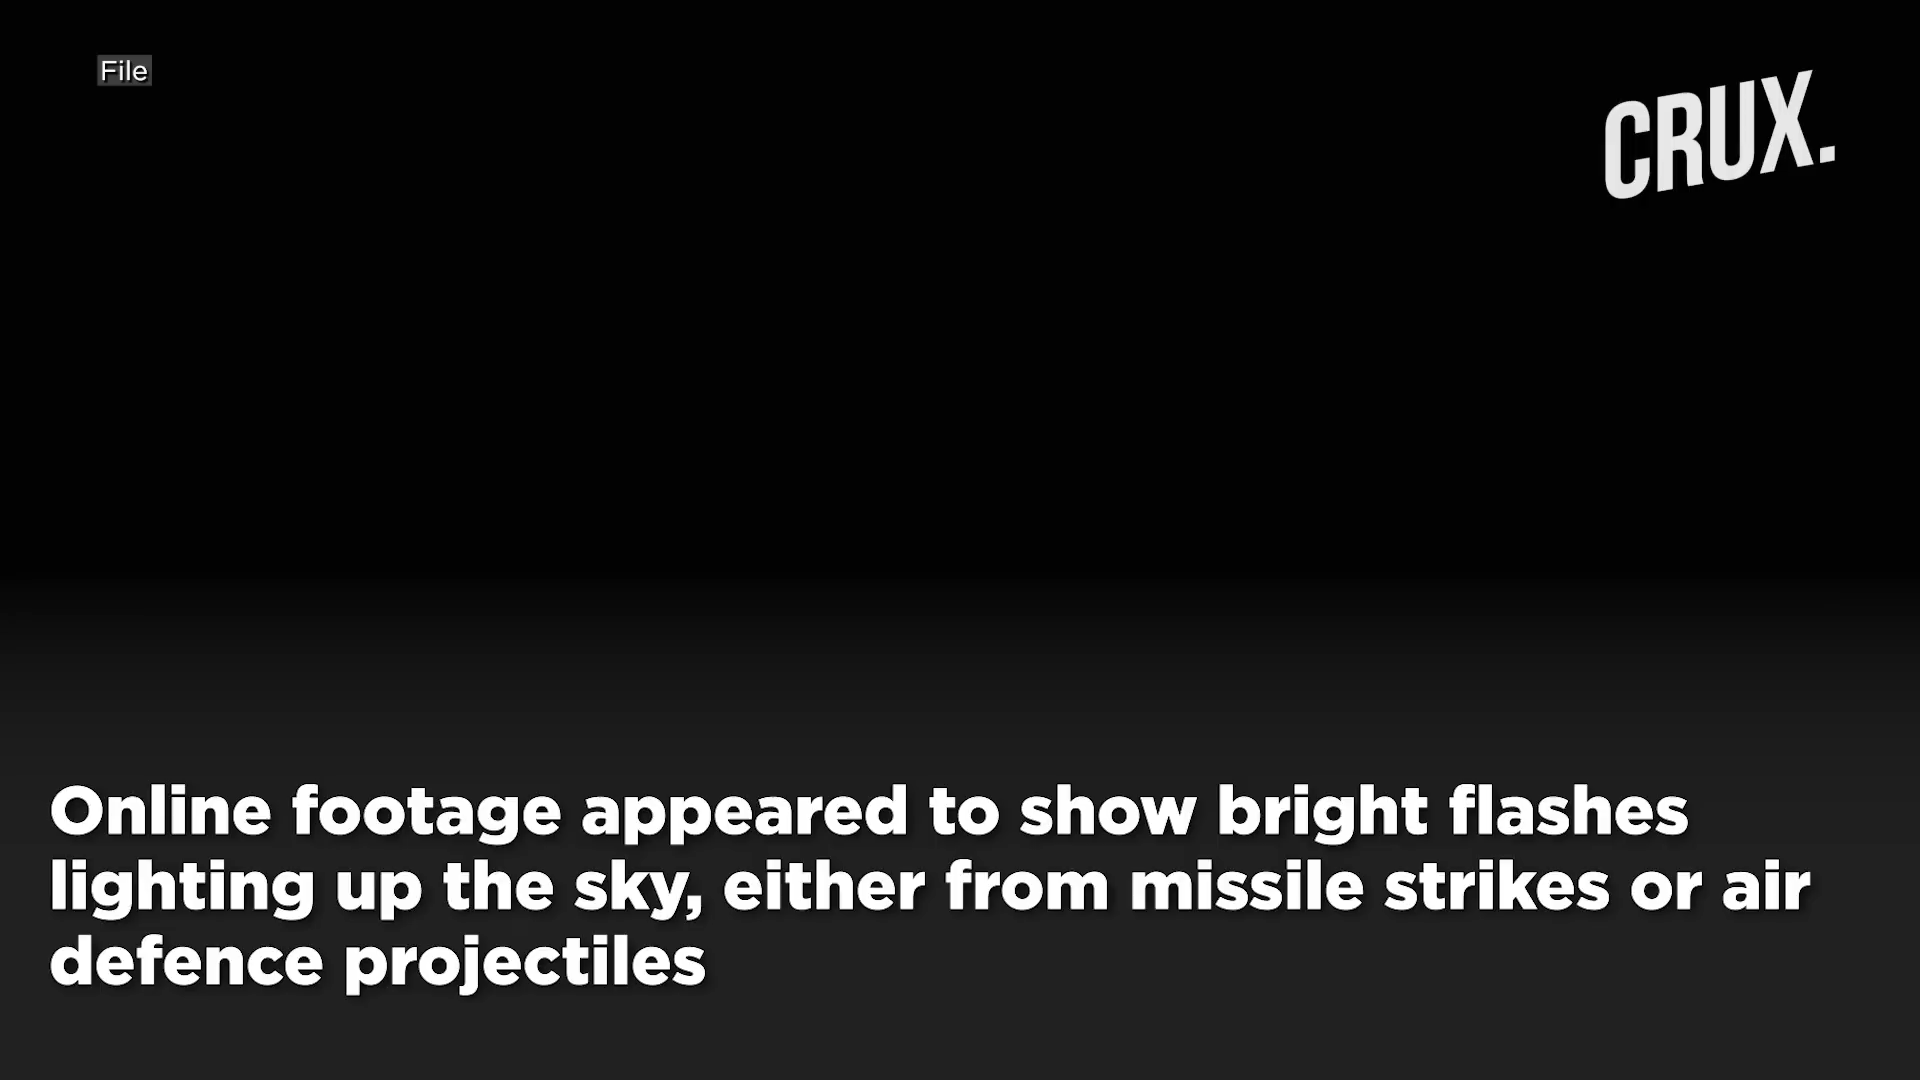 File
CRUX.
Online footage appeared to show bright flashes
lighting up the sky, either from missile strikes or air
defence projectiles